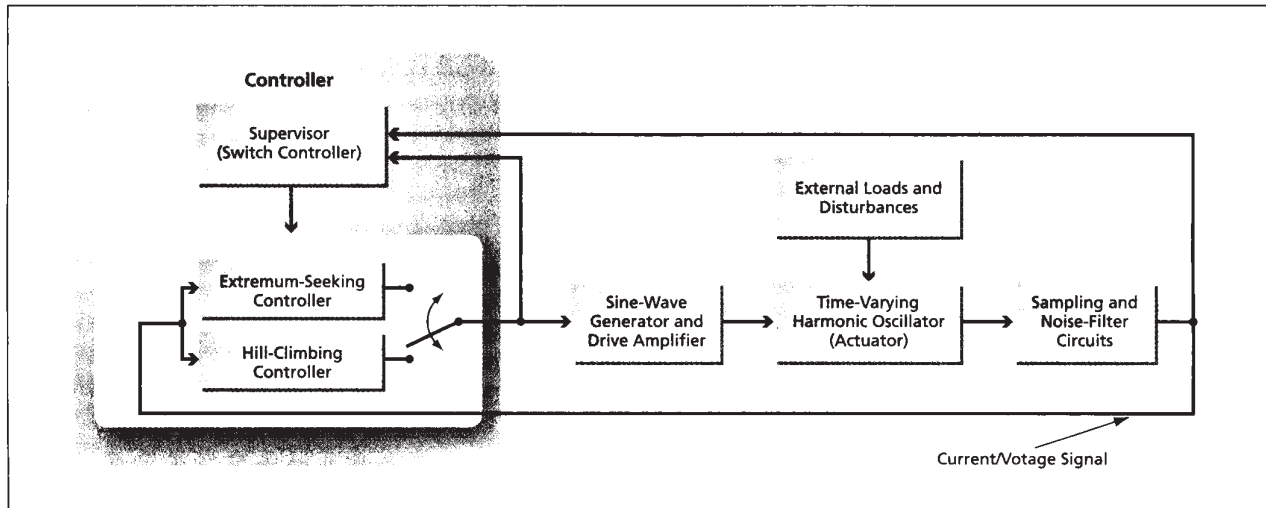 Controller
Supervisor
(Switch Controller)
External Loads and
Disturbances
Extremum-Seeking
Controller
Hill-Climbing
Controller
Sine-Wave
Generator and
Drive Amplifier
Time-Varying
Harmonic Oscillator
(Actuator)
Sampling and
Noise-Filter
Circuits
Current/Votage Signal